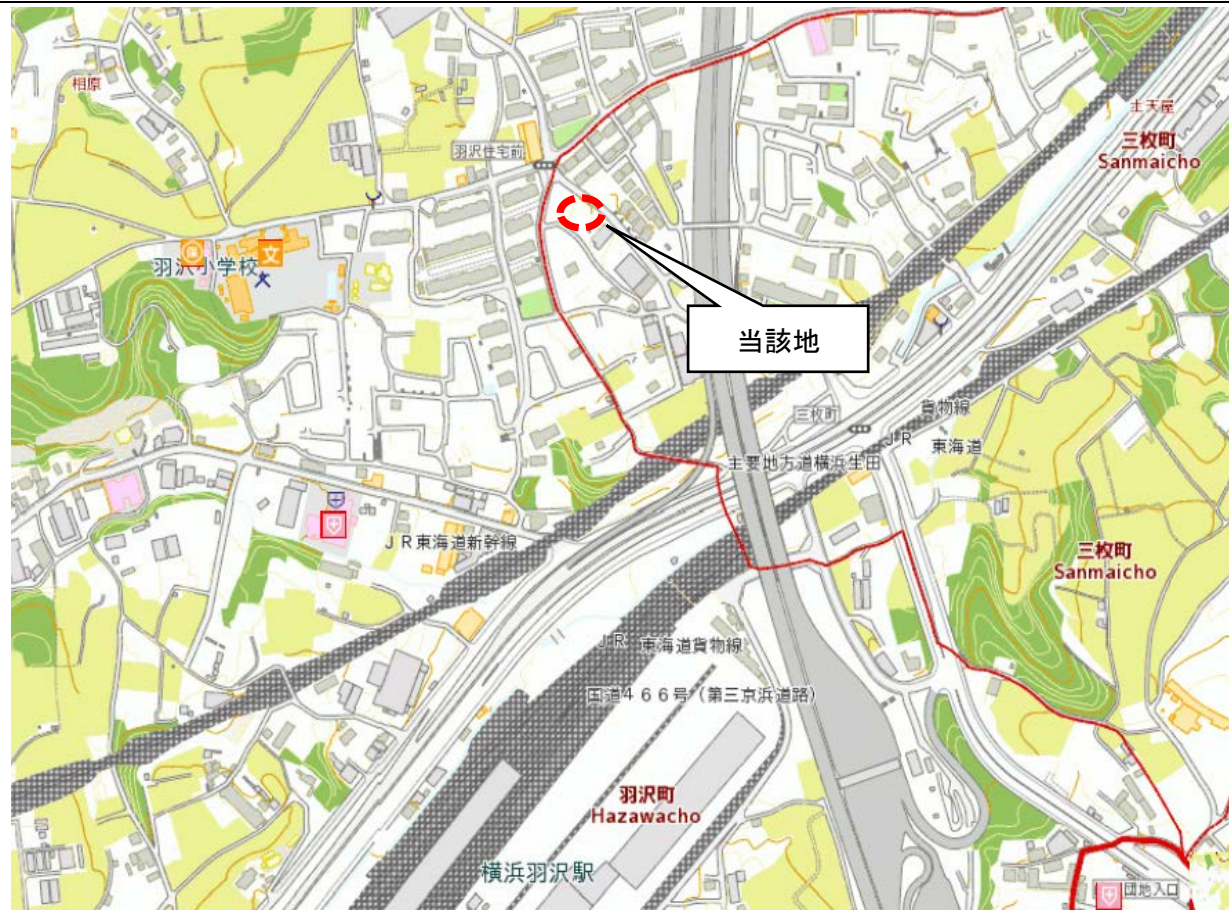 相原
羽沢住宅前
土天屋
三枚町
Sanmaicho
保
文
羽沢小学校
当該地
三枚町
貨物線
JR
東海道
主要地方道横浜生田
JR東海道新幹線
三枚町
Sanmaicho
JR 東海道貨物線
国道466号(第三京浜道路)
羽沢町
Hazawacho
横浜羽沢駅
団地入口